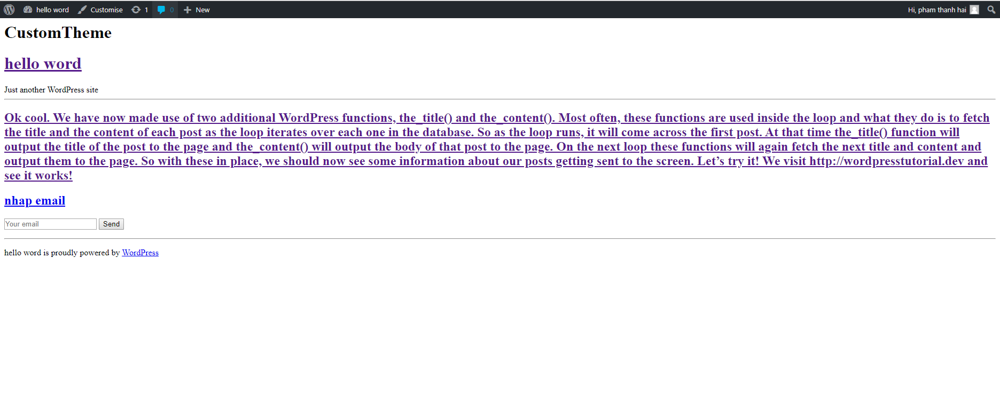 hello word Customise 1 0 New Hi, pham thanh hai
CustomTheme
hello word
Just another WordPress site
Ok cool. We have now made use of two additional WordPress functions, the_title() and the_content(). Most often, these functions are used inside the loop and what they do is to fetch
the title and the content of each post as the loop iterates over each one in the database. So as the loop runs, it will come across the first post. At that time the_title() function will
output the title of the post to the page and the_content() will output the body of that post to the page. On the next loop these functions will again fetch the next title and content and
output them to the page. So with these in place, we should now see some information about our posts getting sent to the screen. Let’s try it! We visit http://wordpresstutorial.dev and
see it works!
nhap email
Your email Send
hello word is proudly powered by WordPress